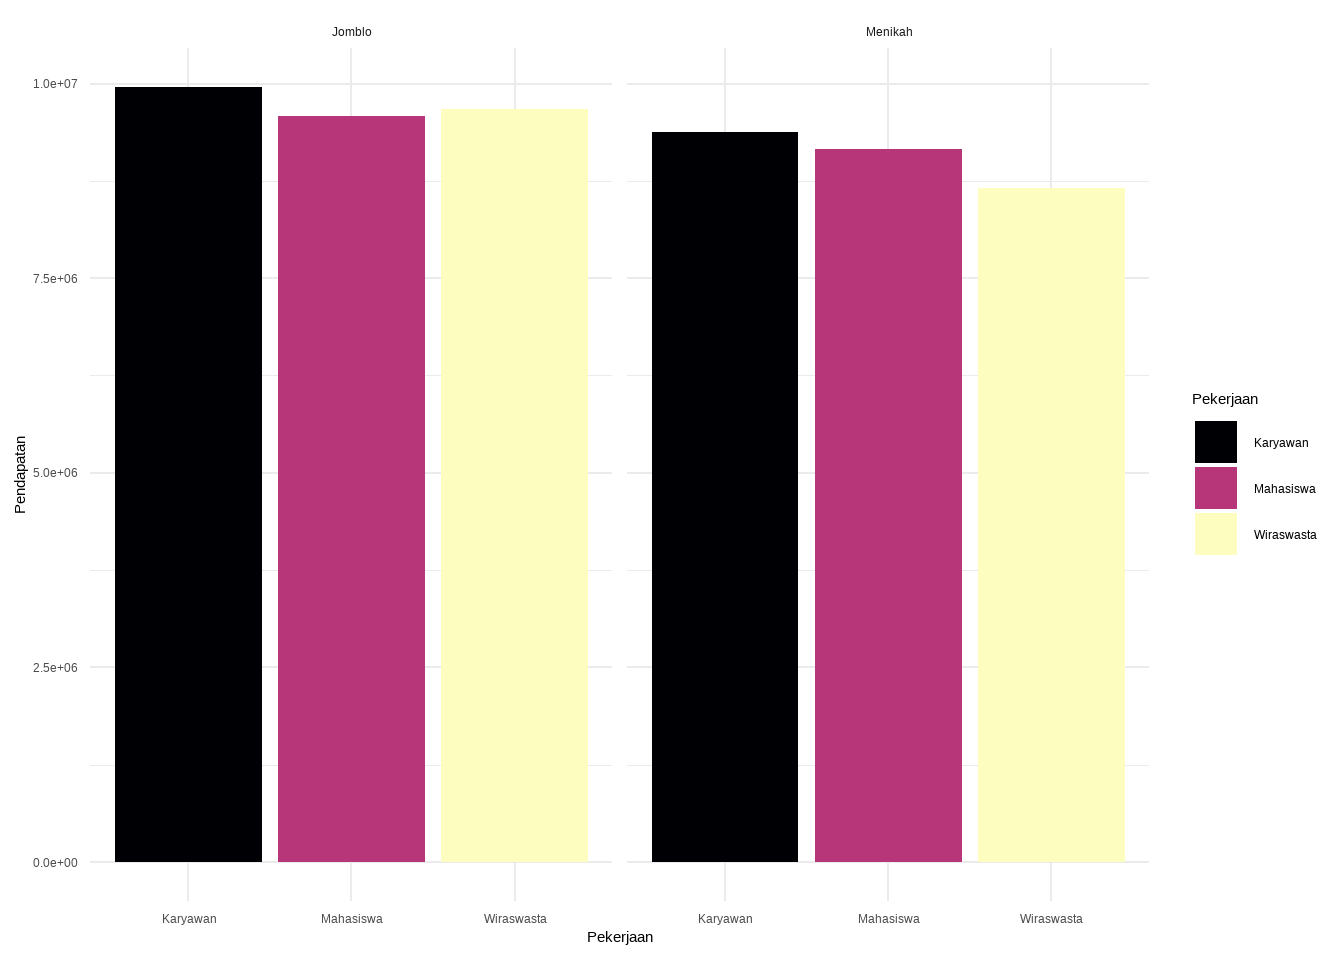 Jomblo
Menikah
1.0e+07
7.5e+06
5.0e+06
2.5e+06
0.0e+00
Pendapatan
Karyawan
Mahasiswa
Wiraswasta
Karyawan
Mahasiswa
Wiraswasta
Pekerjaan
Pekerjaan
Karyawan
Mahasiswa
Wiraswasta